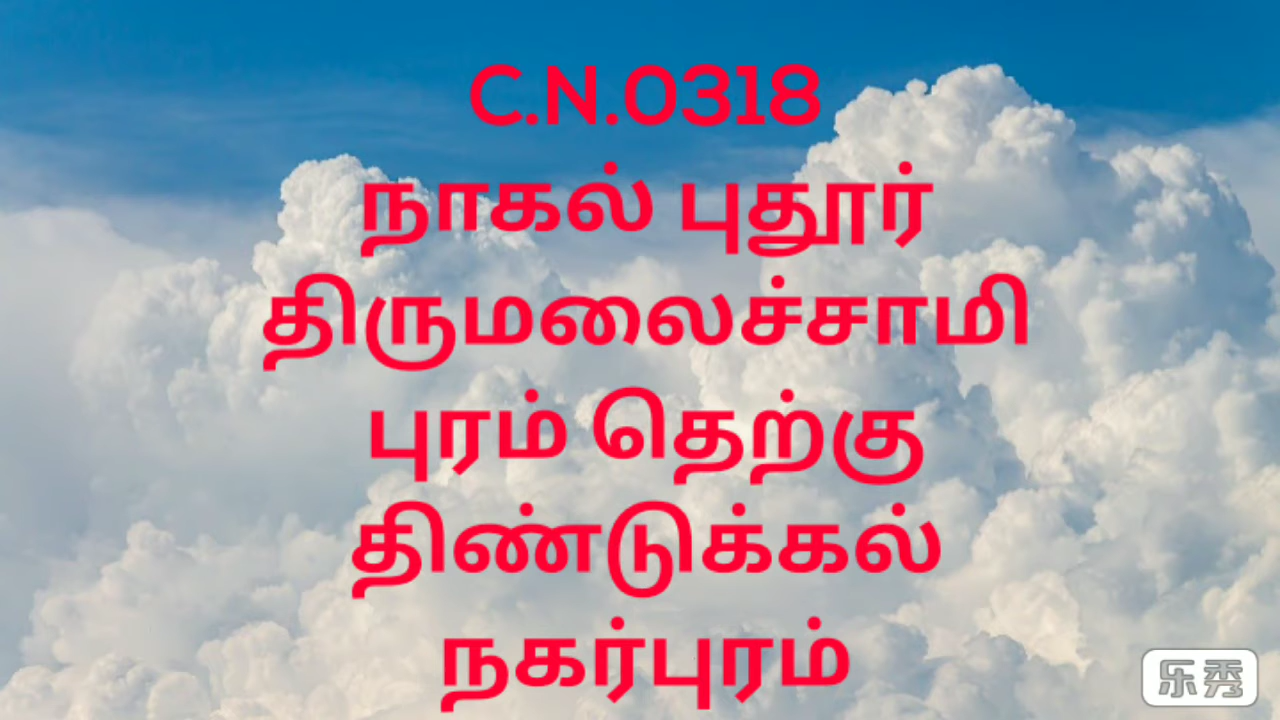 C.N.0318
நாகல் புதூர்
திருமலைச்சாமி
புரம் தெற்கு
திண்டுக்கல்
நகர்புரம்
乐秀